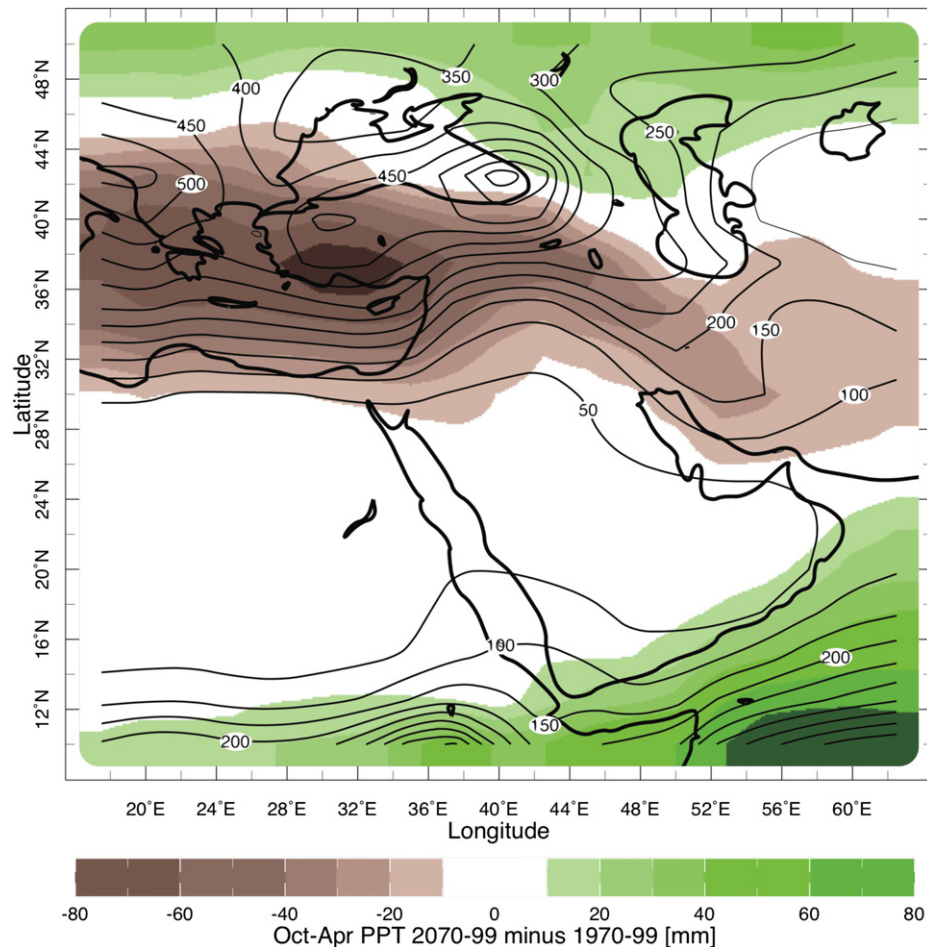 48˚N
44˚N
40˚N
36˚N
32˚N
28˚N
24˚N
20˚N
16˚N
12˚N
Latitude
400
350
300
250
450
500
450
200
150
100
50
100
200
150
200
20˚E 24˚E 28˚E 32˚E 36˚E 40˚E 44˚E 48˚E 52˚E 56˚E 60˚E
Longitude
-80 -60 -40 -20 0 20 40 60 80
Oct-Apr PPT 2070-99 minus 1970-99 [mm]